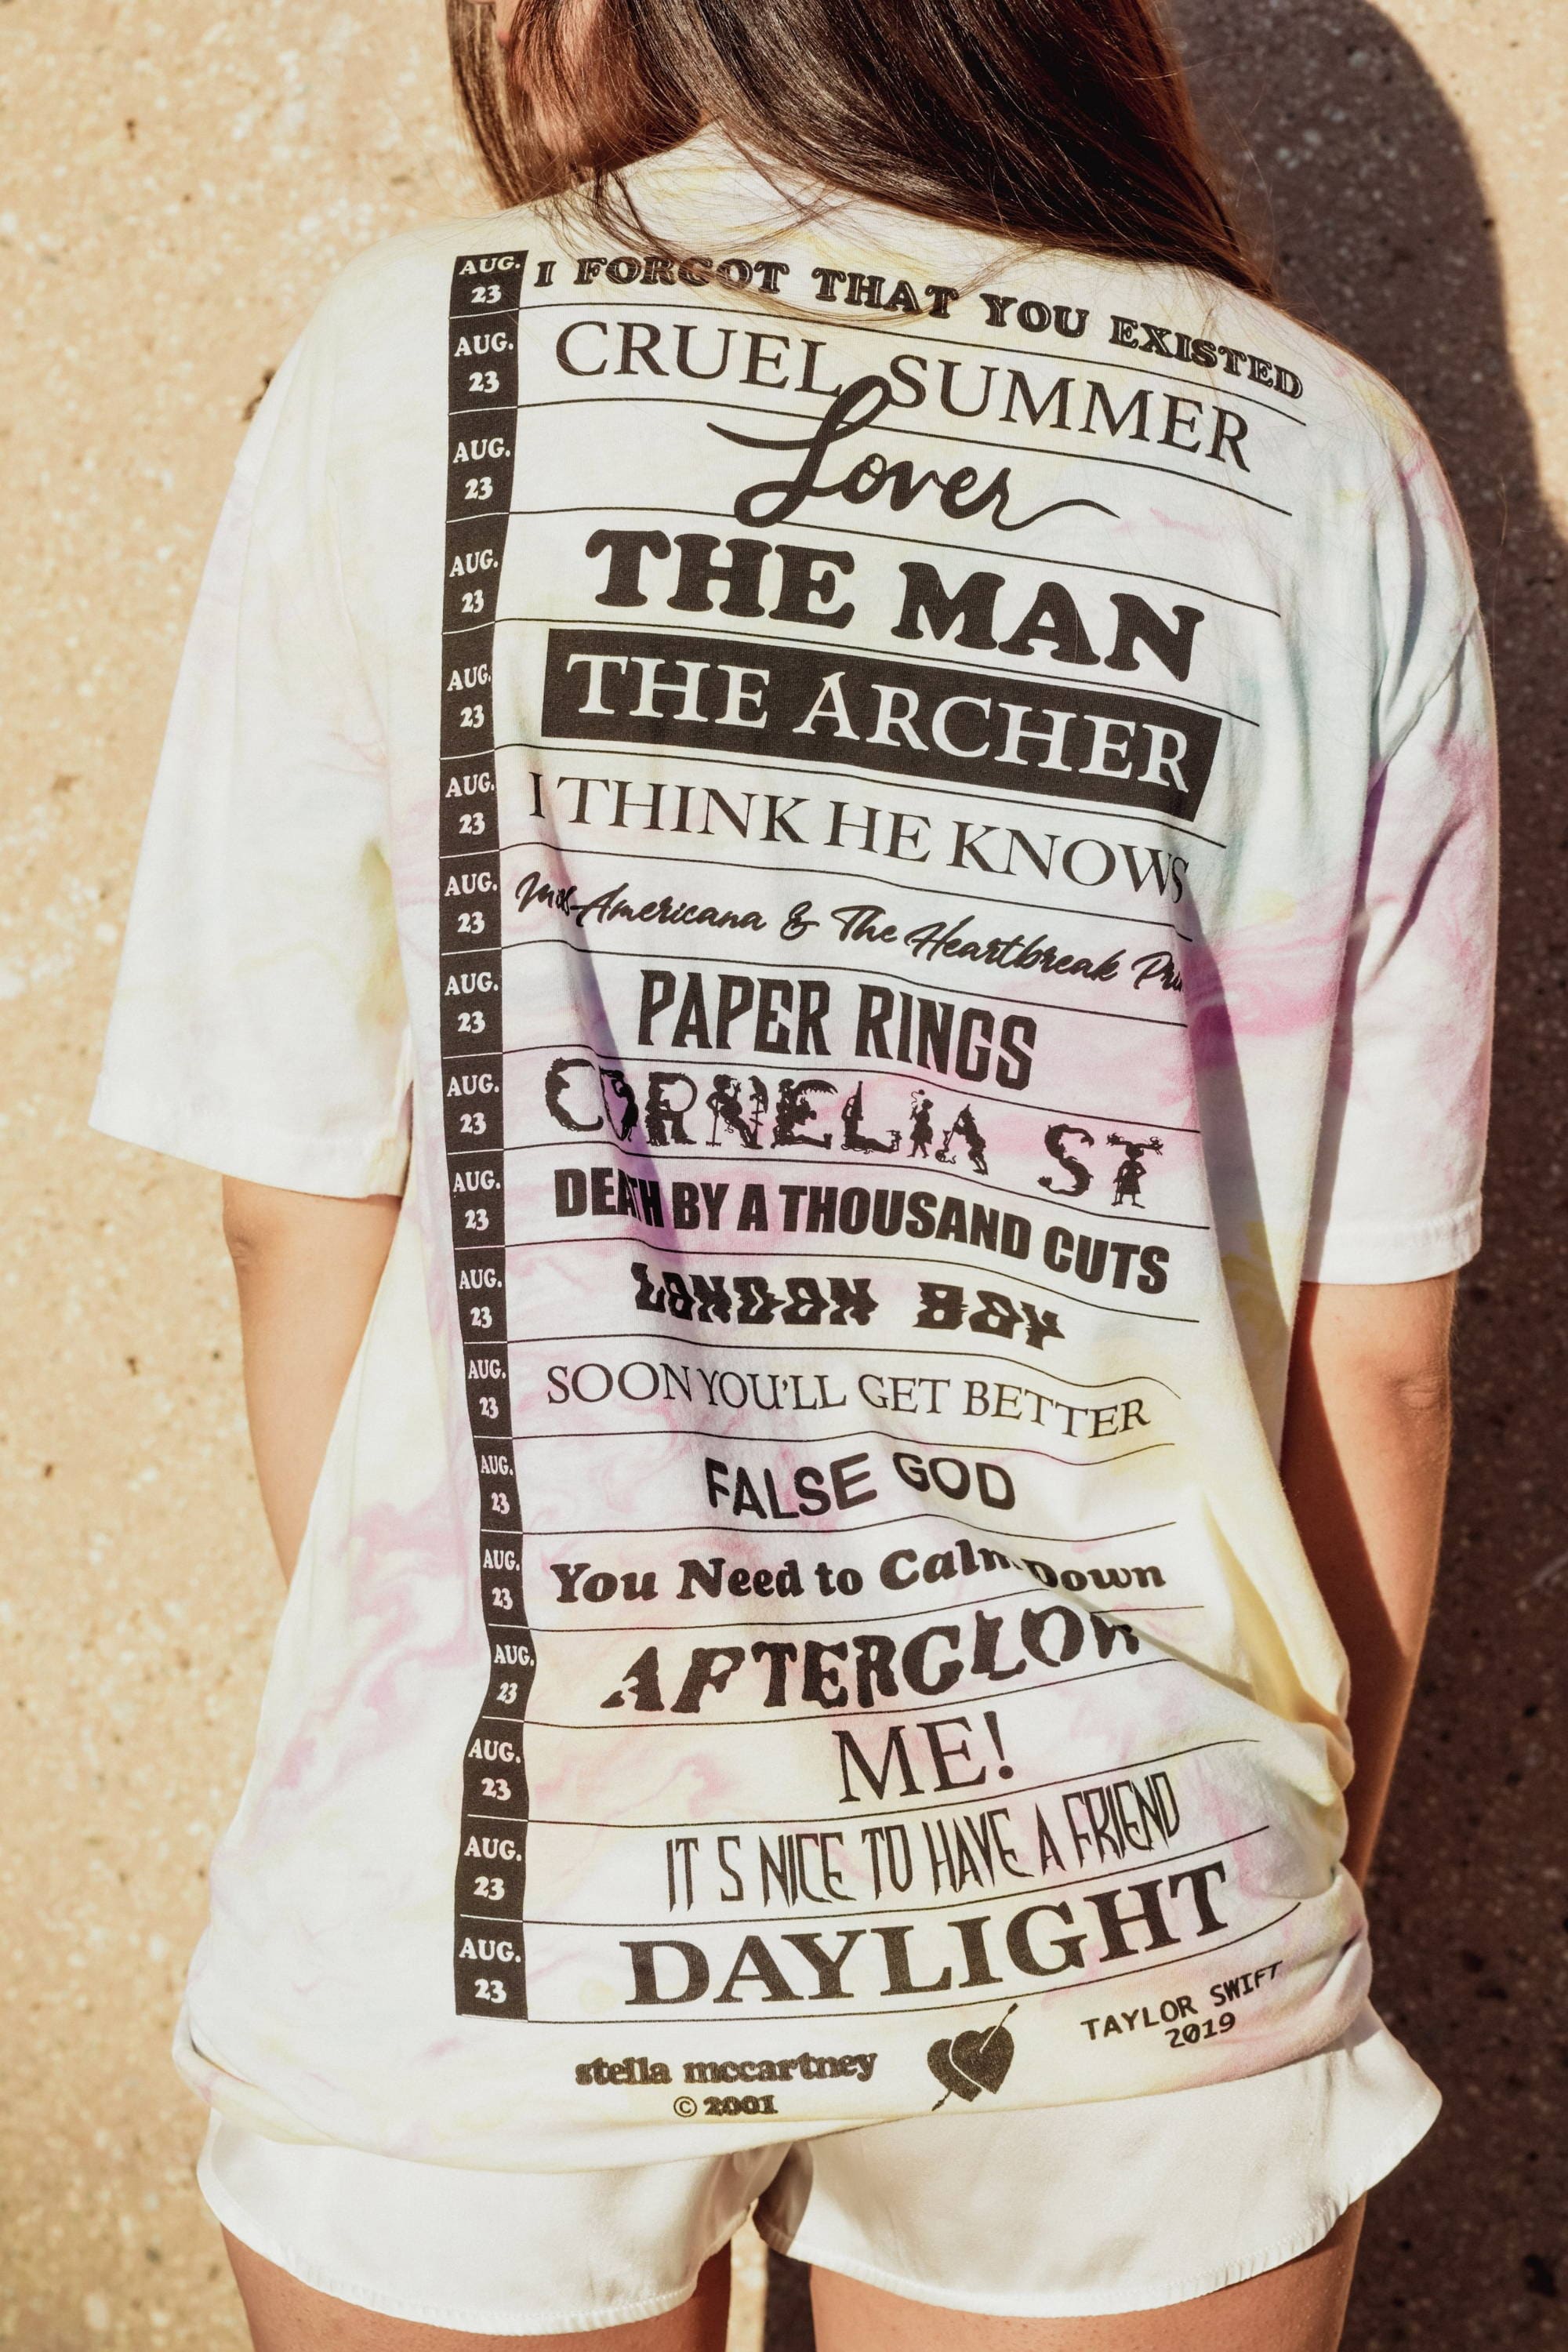 AUG. 23 I FORGOT THAT YOU EXISTED
AUG. 23 CRUEL SUMMER
AUG. 23 Lover
AUG. 23 THE MAN
AUG. 23 THE ARCHER
AUG. 23 I THINK HE KNOWS
AUG. 23 Miss Americana & The Heartbreak Pri
AUG. 23 PAPER RINGS
AUG. 23 CORNELIA ST
AUG. 23 DEATH BY A THOUSAND CUTS
AUG. 23 LONDON BOY
AUG. 23 SOON YOU'LL GET BETTER
AUG. 23 FALSE GOD
AUG. 23 You Need to Calm Down
AUG. 23 AFTERGLOW
AUG. 23 ME!
AUG. 23 IT S NICE TO HAVE A FRIEND
AUG. 23 DAYLIGHT
stella mccartney
© 2001
TAYLOR SWIFT
2019